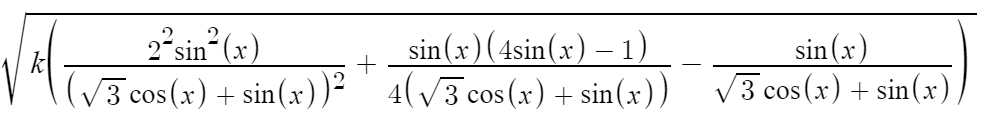 √(k(2²sin²(x)/(√3 cos(x) + sin(x))² + sin(x)(4sin(x) − 1)/4(√3 cos(x) + sin(x)) − sin(x)/√3 cos(x) + sin(x)))